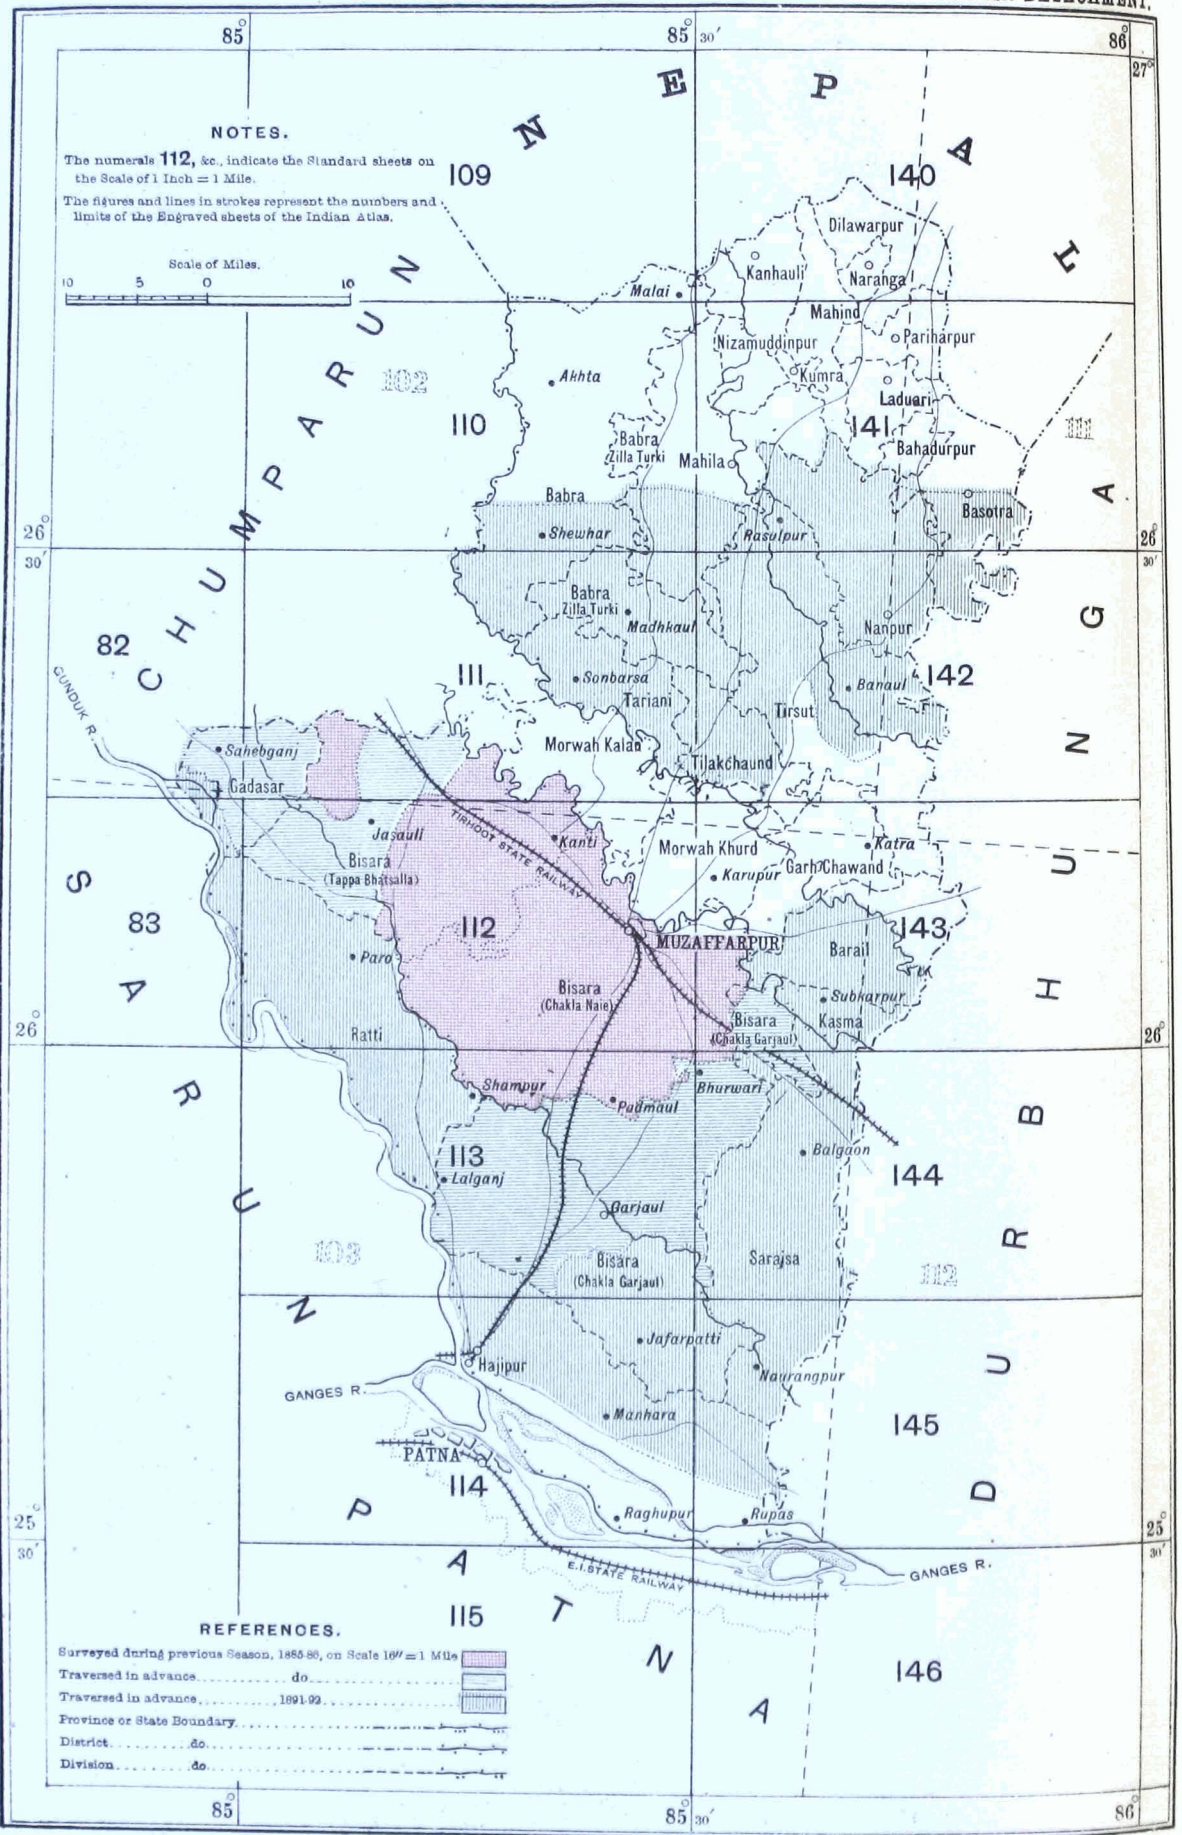 DETACHMENT.
85°
85° 30′
86°
27°
N E P A L
NOTES.
The numerals 112, &c., indicate the Standard sheets on
the Scale of 1 Inch = 1 Mile.
The figures and lines in strokes represent the numbers and
limits of the Engraved sheets of the Indian Atlas.
Scale of Miles.
10 5 0 10
109
140
Dilawarpur
Kanhauli
Naranga
Malai
Mahind
Nizamuddinpur
Pariharpur
Akhta
Kumra
Laduari
102
110
141
111
Babra
Zilla Turki
Mahila
Bahadurpur
Babra
Basotra
Shewhar
Rasulpur
26° 30′
26° 30′
Babra
Zilla Turki
Madhkaul
Nanpur
C H U M P A R U N
82
111
142
Sonbarsa
Banaul
Tariani
Tirsut
GUNDUK R.
Morwah Kalan
Sahebganj
Tilakchaund
Gadasar
Jasauli
TIRHOOT STATE RAILWAY
Kanti
Morwah Khurd
Katra
Bisara
(Tappa Bhatsalla)
Karupur
Garh Chawand
83
112
143
MUZAFFARPUR
Barail
Paro
Bisara
(Chakla Naie)
Subkarpur
Kasma
Bisara
(Chakla Garjaul)
26°
26°
Ratti
Shampur
Bhurwari
Padmaul
S A R U N
113
Lalganj
Balgaon
144
Garjaul
103
Bisara
(Chakla Garjaul)
Sarajsa
112
Jafarpatti
Hajipur
Naurangpur
GANGES R.
Manhara
145
PATNA
114
Raghupur
Rupas
25° 30′
25° 30′
E.I. STATE RAILWAY
GANGES R.
D U R B H U N G A
P A T N A
115
146
REFERENCES.
Surveyed during previous Season, 1885-86, on Scale 16″ = 1 Mile
Traversed in advance do.
Traversed in advance 1891-92
Province or State Boundary
District do.
Division do.
85°
85° 30′
86°